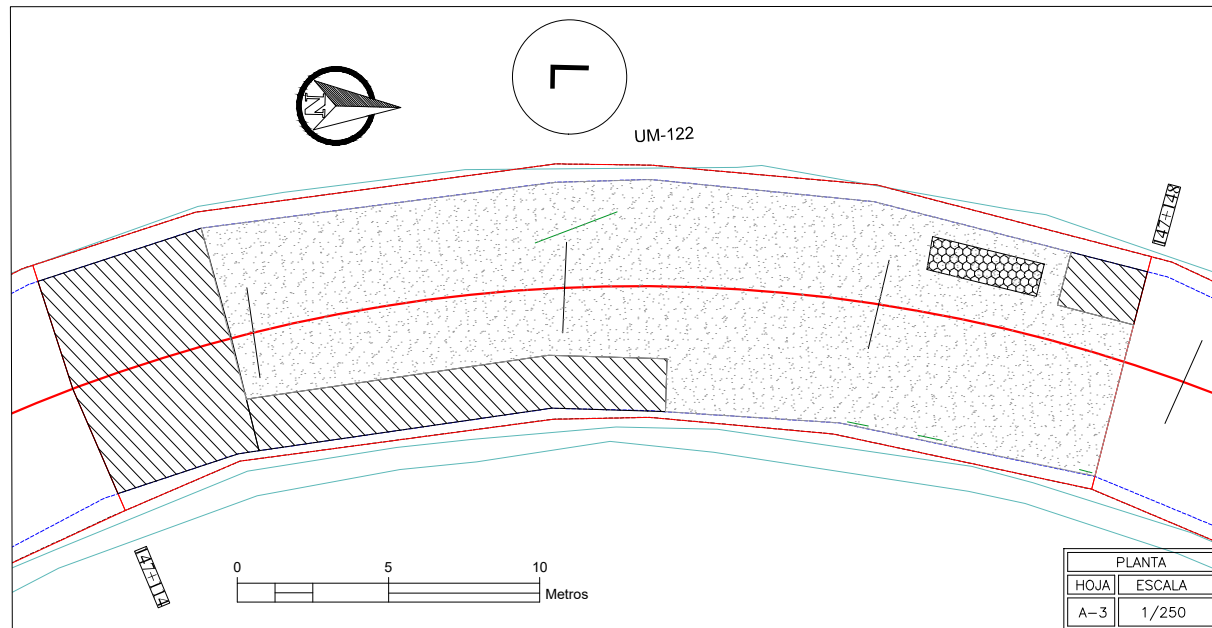 N
L
UM-122
147+148
147+114
0 5 10
Metros
PLANTA
HOJA ESCALA
A-3 1/250